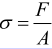 σ = F/A